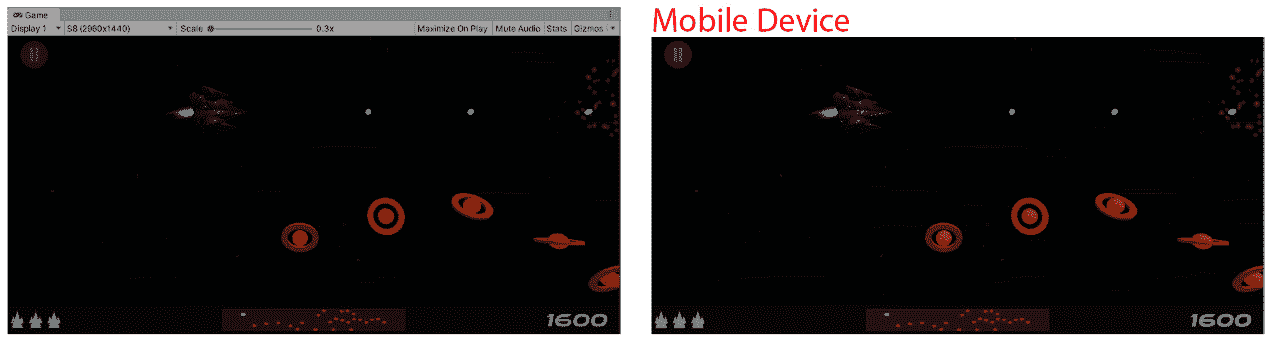 Game
Display 1 S8 (2960x1440) Scale 0.3x Maximize On Play Mute Audio Stats Gizmos
1600
Mobile Device
1600